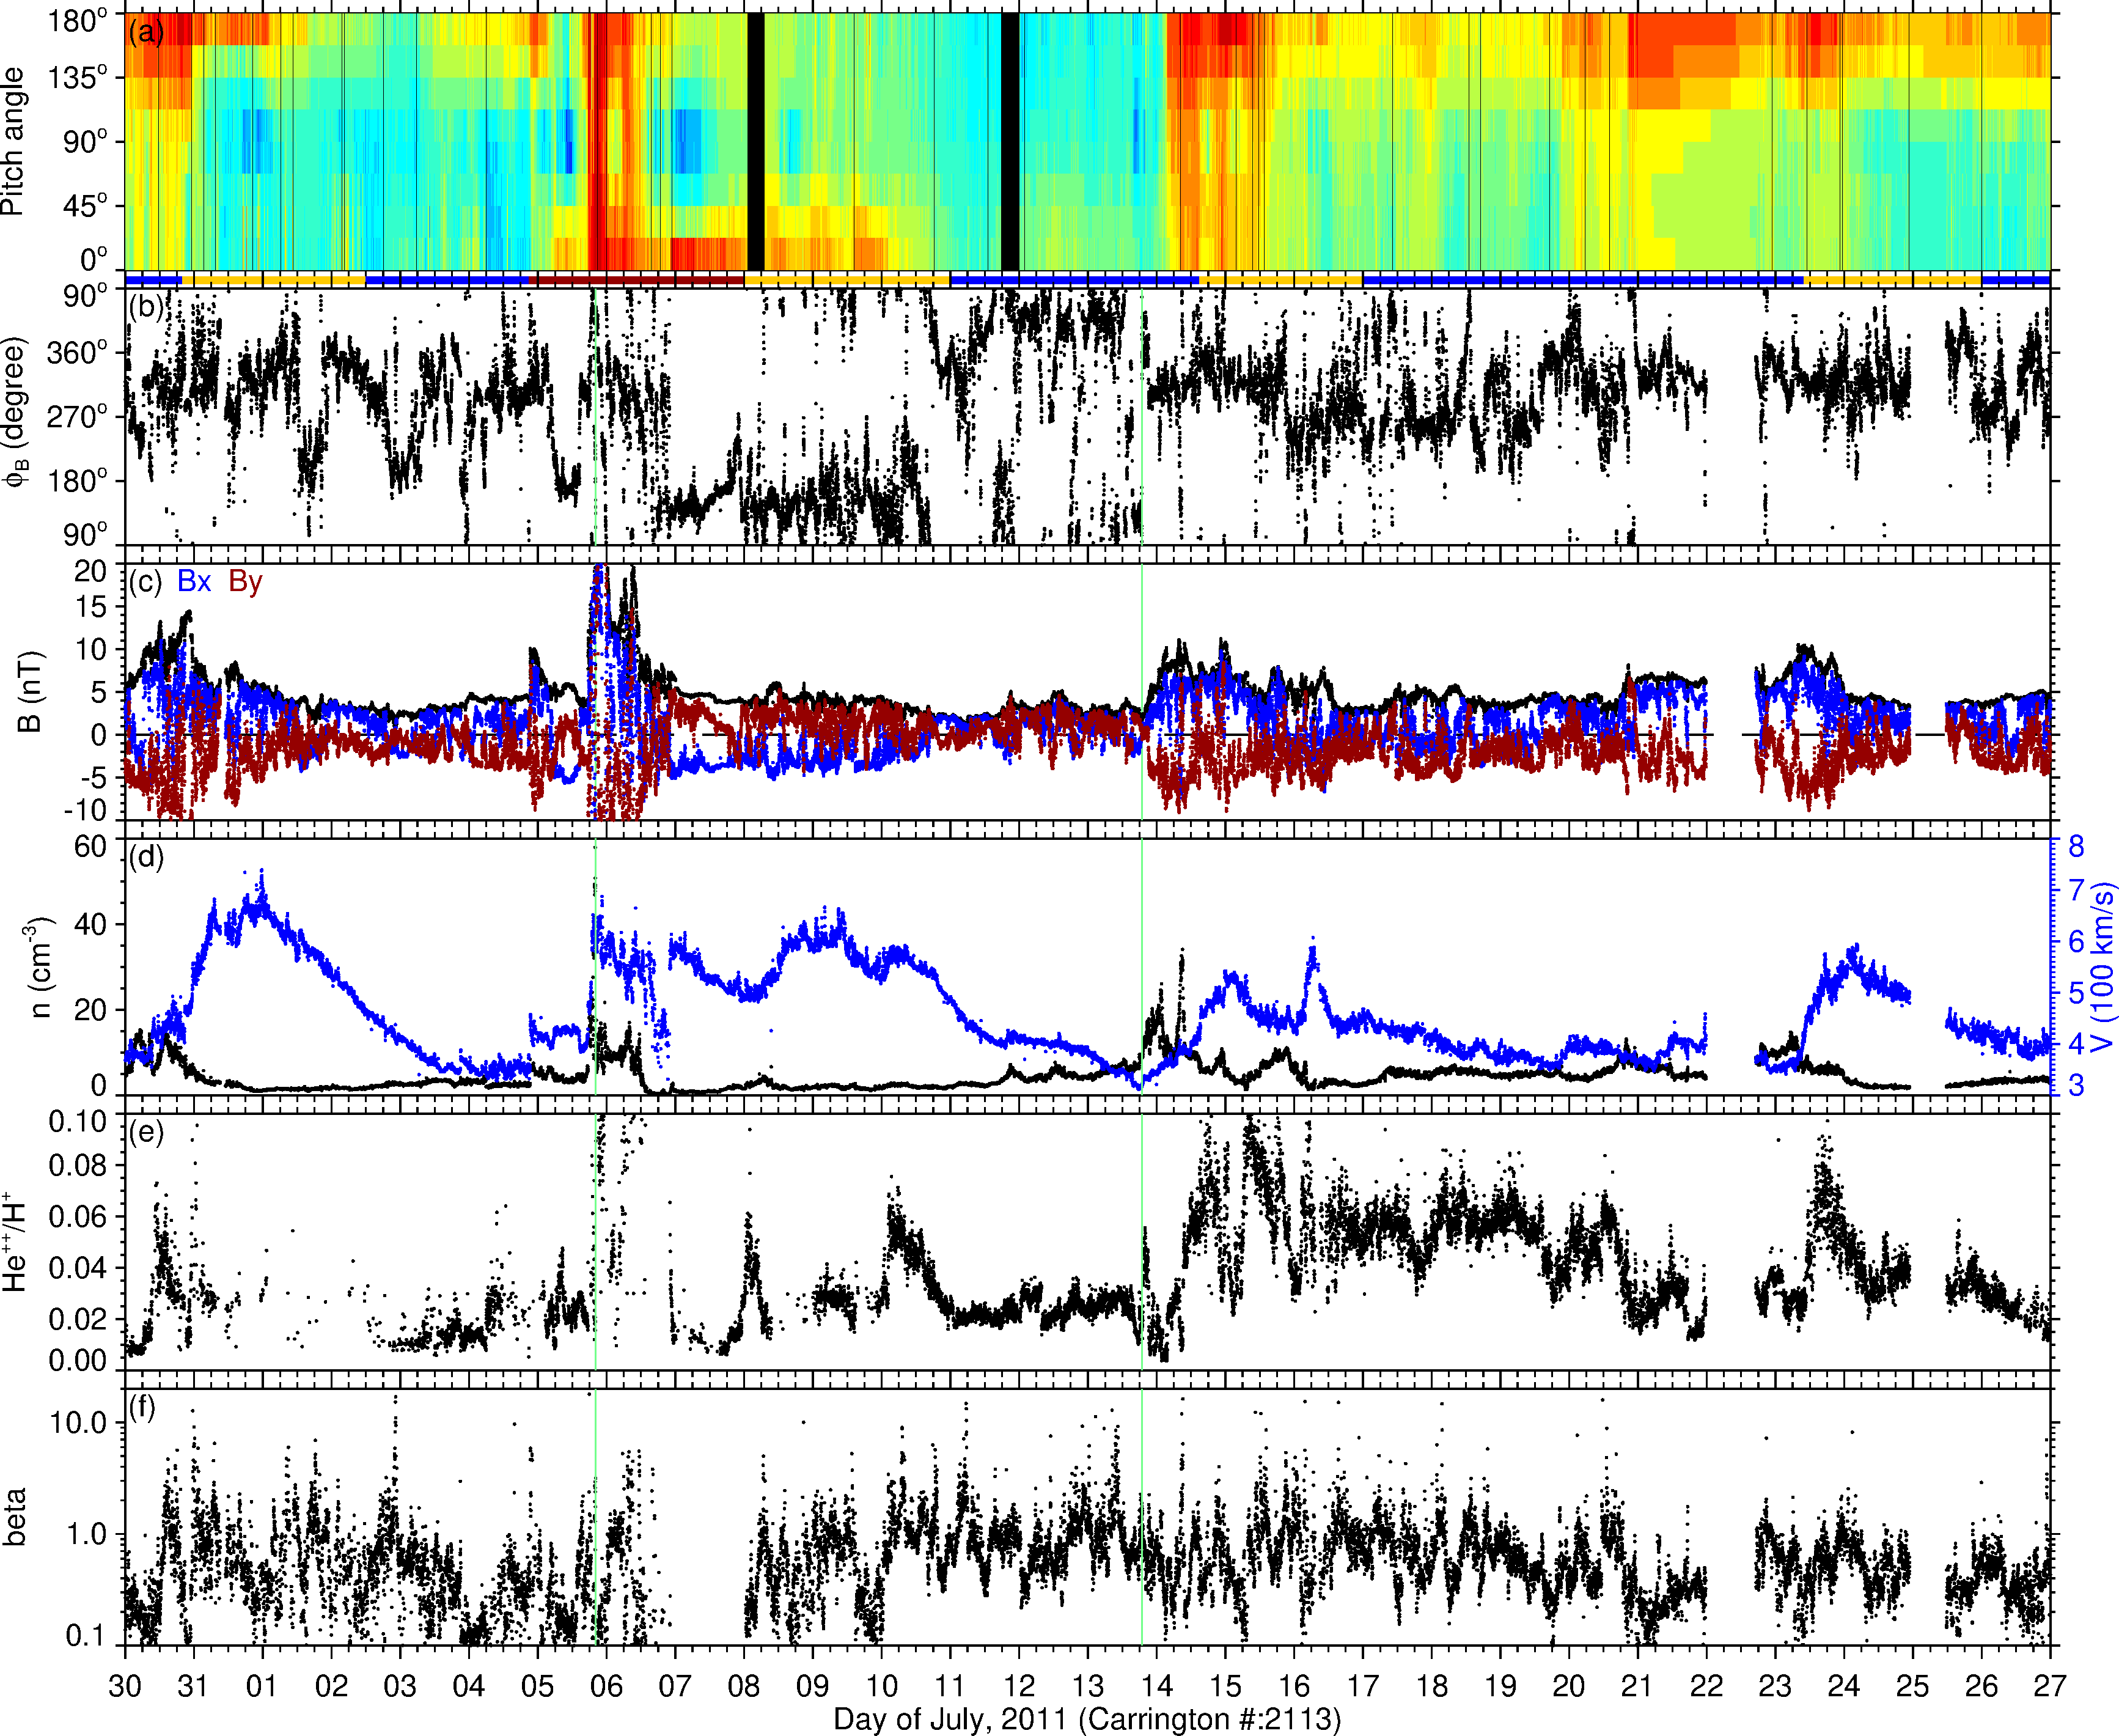 (a)
Pitch angle
180°
135°
90°
45°
0°
(b)
ϕB (degree)
90°
360°
270°
180°
90°
(c) Bx By
B (nT)
20
15
10
5
0
-5
-10
(d)
n (cm-3)
60
40
20
0
8
7
6
5
4
3
V (100 km/s)
(e)
He++/H+
0.10
0.08
0.06
0.04
0.02
0.00
(f)
beta
10.0
1.0
0.1
30 31 01 02 03 04 05 06 07 08 09 10 11 12 13 14 15 16 17 18 19 20 21 22 23 24 25 26 27
Day of July, 2011 (Carrington #:2113)